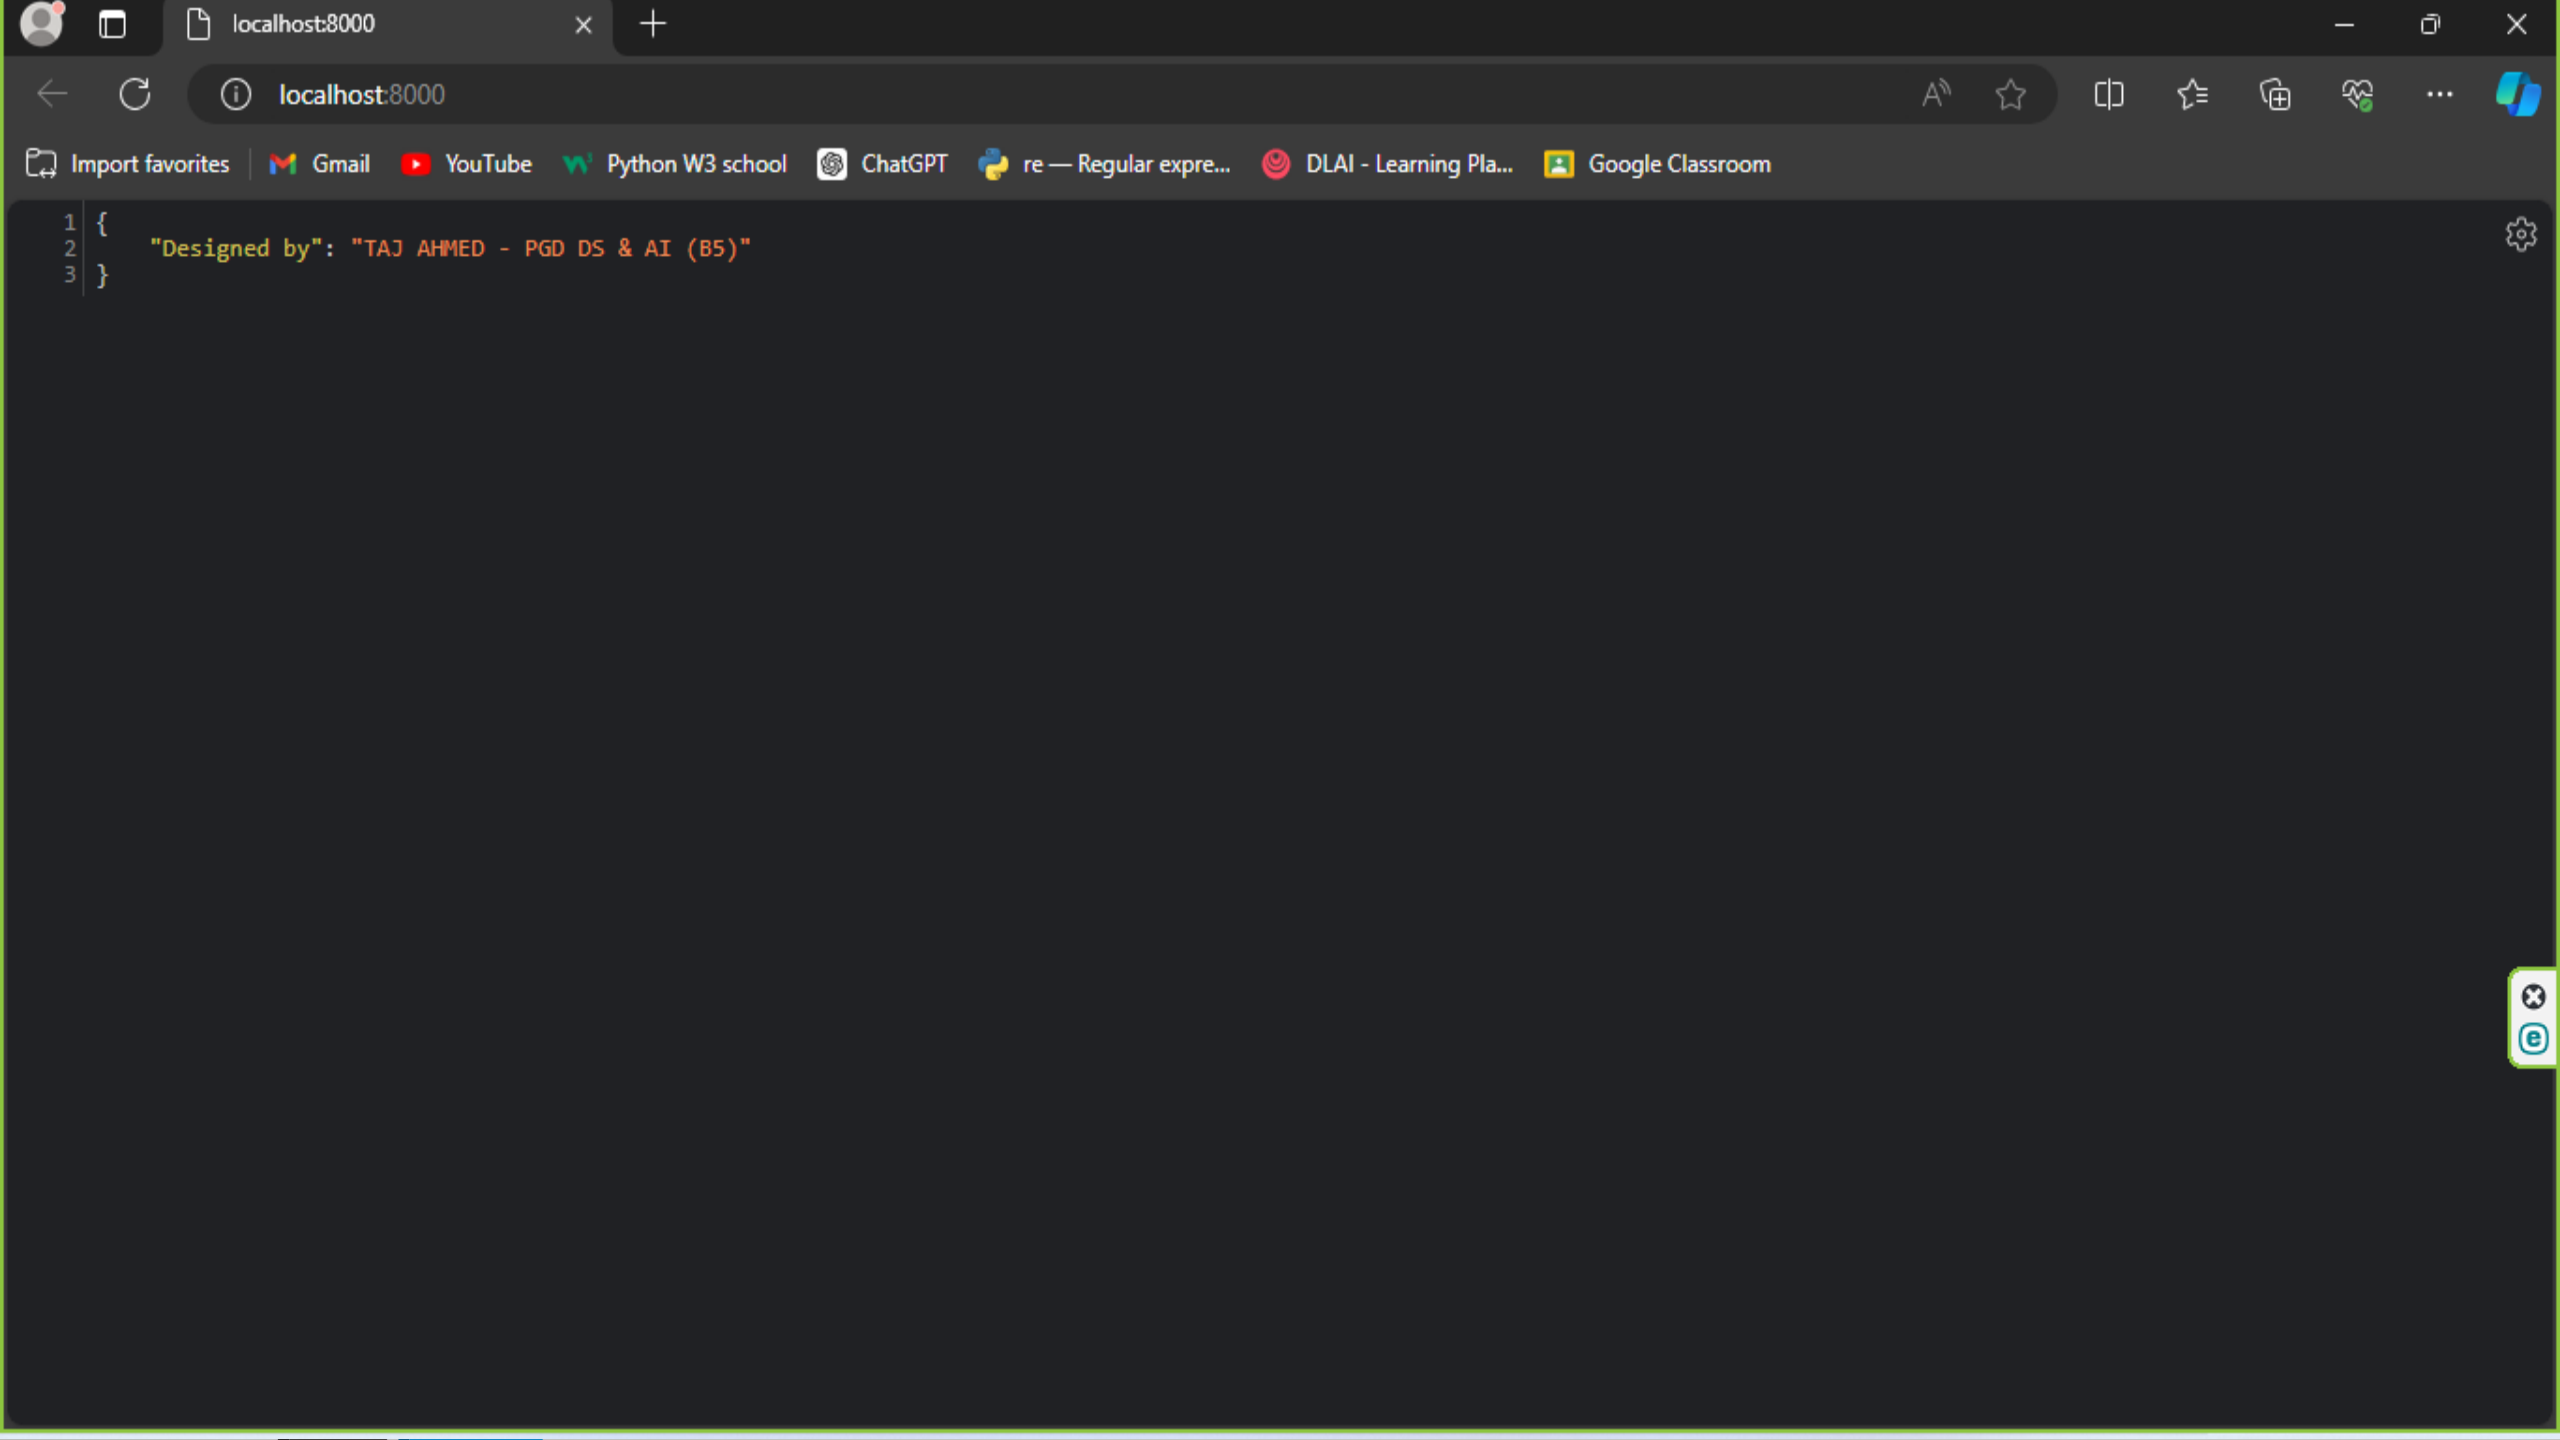 localhost:8000
localhost:8000
Import favorites Gmail YouTube Python W3 school ChatGPT re — Regular expre... DLAI - Learning Pla... Google Classroom
1 {
2 "Designed by": "TAJ AHMED - PGD DS & AI (B5)"
3 }